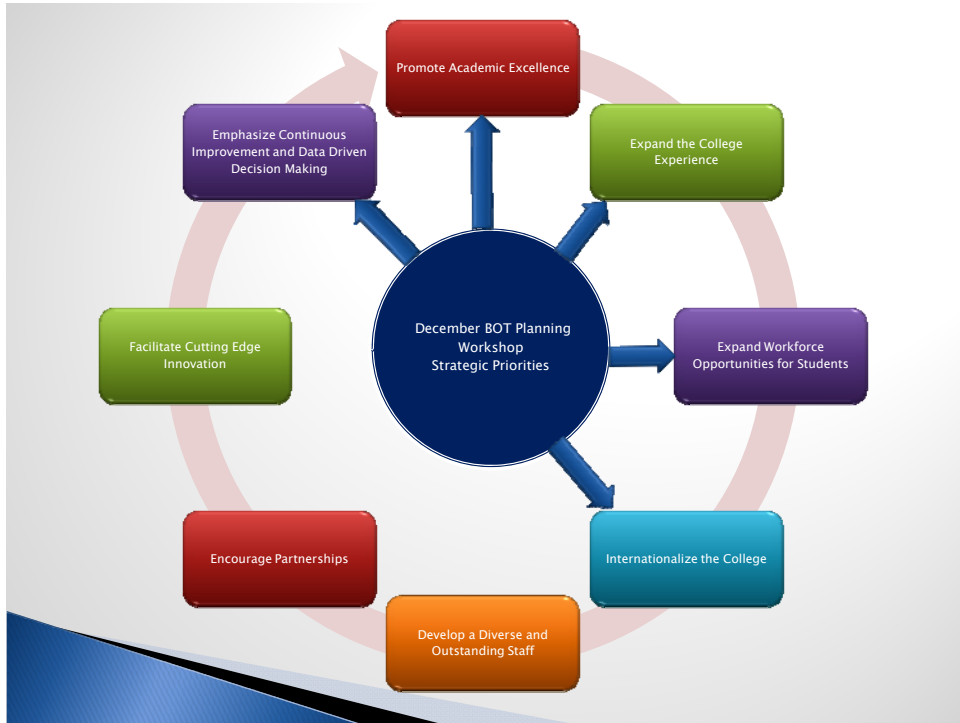 Promote Academic Excellence
Expand the College
Experience
Expand Workforce
Opportunities for Students
Internationalize the College
Develop a Diverse and
Outstanding Staff
Encourage Partnerships
Facilitate Cutting Edge
Innovation
Emphasize Continuous
Improvement and Data Driven
Decision Making
December BOT Planning
Workshop
Strategic Priorities